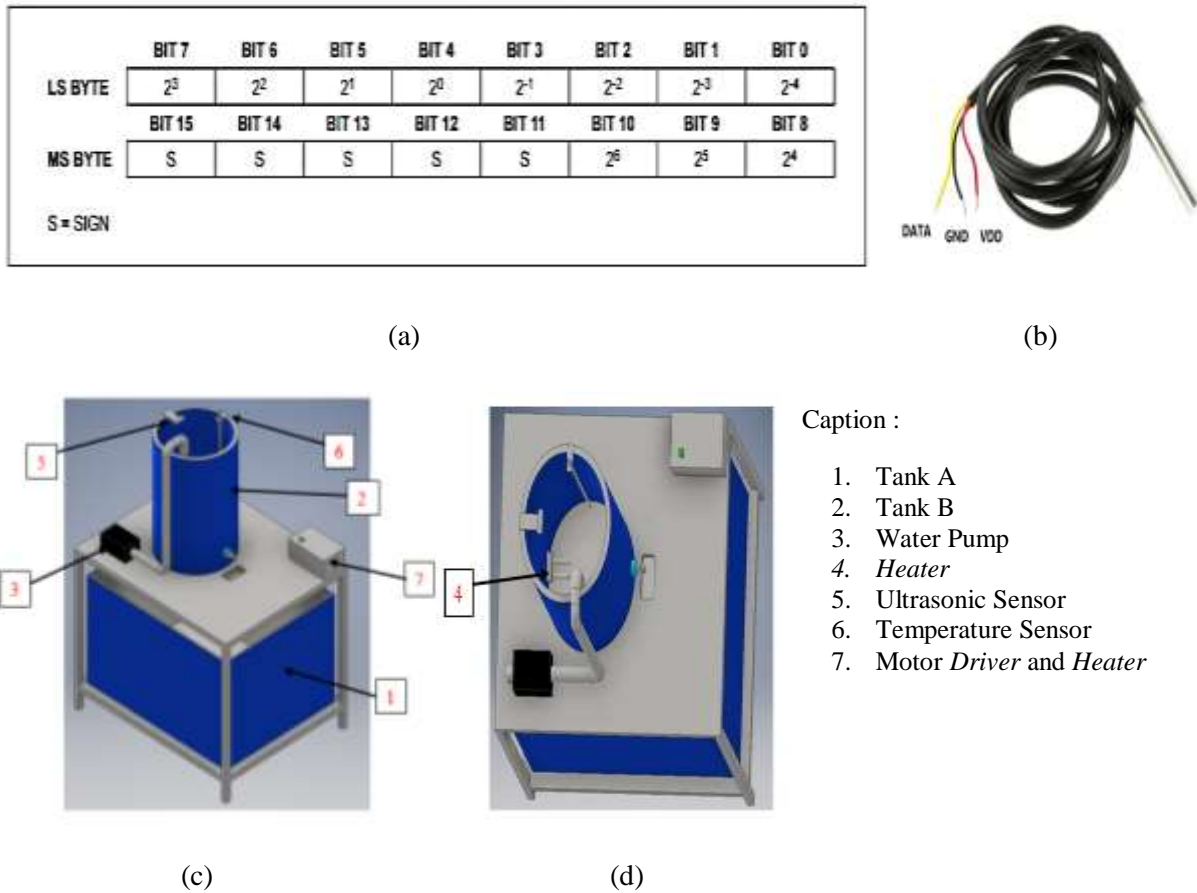 BIT 7 BIT 6 BIT 5 BIT 4 BIT 3 BIT 2 BIT 1 BIT 0
LS BYTE 2³ 2² 2¹ 2⁰ 2⁻¹ 2⁻² 2⁻³ 2⁻⁴
BIT 15 BIT 14 BIT 13 BIT 12 BIT 11 BIT 10 BIT 9 BIT 8
MS BYTE S S S S S 2⁶ 2⁵ 2⁴
S = SIGN
DATA GND VDD
(a)
(b)
5
6
2
3
7
1
4
Caption :
1. Tank A
2. Tank B
3. Water Pump
4. Heater
5. Ultrasonic Sensor
6. Temperature Sensor
7. Motor Driver and Heater
(c)
(d)